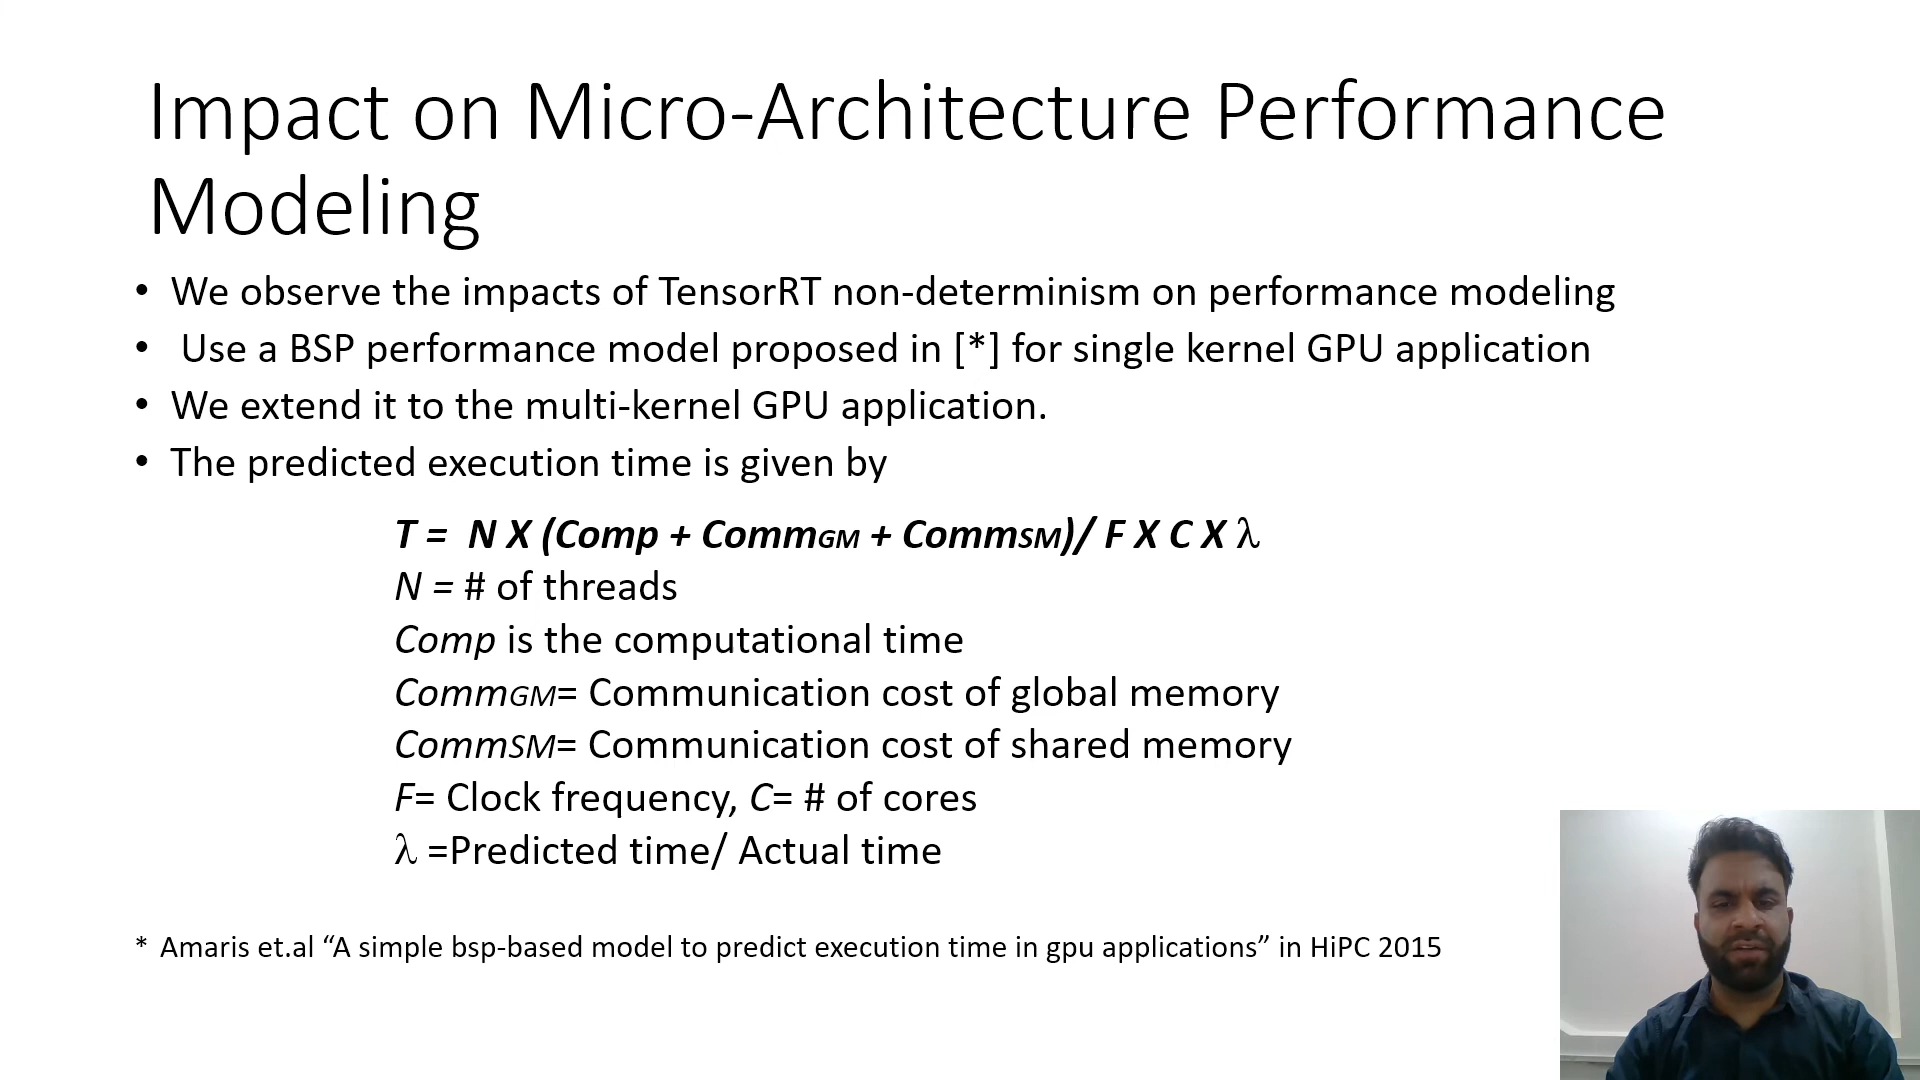 Impact on Micro-Architecture Performance
Modeling
• We observe the impacts of TensorRT non-determinism on performance modeling
• Use a BSP performance model proposed in [*] for single kernel GPU application
• We extend it to the multi-kernel GPU application.
• The predicted execution time is given by
T = N X (Comp + CommGM + CommSM)/ F X C X λ
N = # of threads
Comp is the computational time
CommGM= Communication cost of global memory
CommSM= Communication cost of shared memory
F= Clock frequency, C= # of cores
λ =Predicted time/ Actual time
* Amaris et.al “A simple bsp-based model to predict execution time in gpu applications” in HiPC 2015